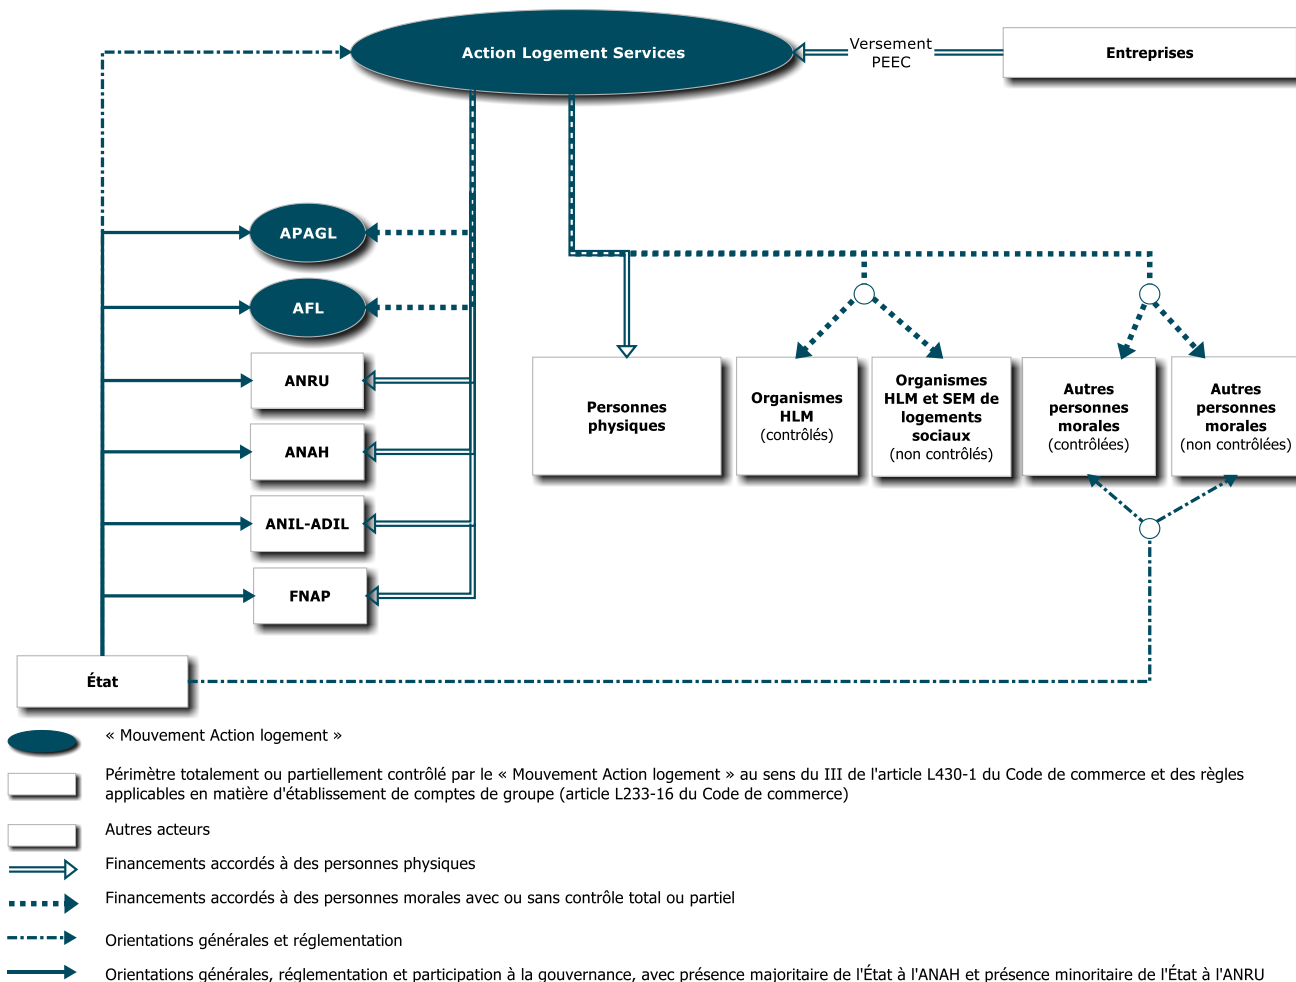 Action Logement Services
Versement
PEEC
Entreprises
APAGL
AFL
ANRU
ANAH
ANIL-ADIL
FNAP
État
Personnes
physiques
Organismes
HLM
(contrôlés)
Organismes
HLM et SEM de
logements
sociaux
(non contrôlés)
Autres
personnes
morales
(contrôlées)
Autres
personnes
morales
(non contrôlées)
« Mouvement Action logement »
Périmètre totalement ou partiellement contrôlé par le « Mouvement Action logement » au sens du III de l'article L430-1 du Code de commerce et des règles
applicables en matière d'établissement de comptes de groupe (article L233-16 du Code de commerce)
Autres acteurs
Financements accordés à des personnes physiques
Financements accordés à des personnes morales avec ou sans contrôle total ou partiel
Orientations générales et réglementation
Orientations générales, réglementation et participation à la gouvernance, avec présence majoritaire de l'État à l'ANAH et présence minoritaire de l'État à l'ANRU